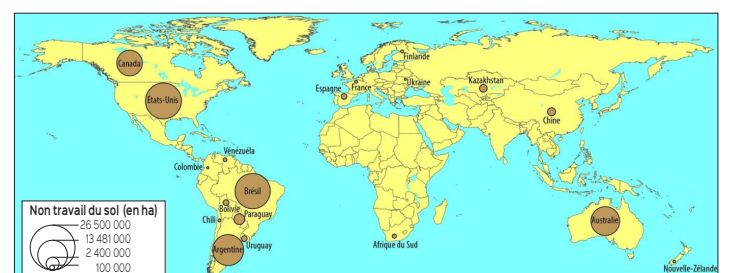 Canada
États-Unis
Finlande
Ukraine
Kazakhstan
France
Espagne
Chine
Vénézuéla
Colombie
Brésil
Bolivie
Paraguay
Chili
Uruguay
Argentine
Afrique du Sud
Australie
Nouvelle-Zélande
Non travail du sol (en ha)
26 500 000
13 481 000
2 400 000
100 000